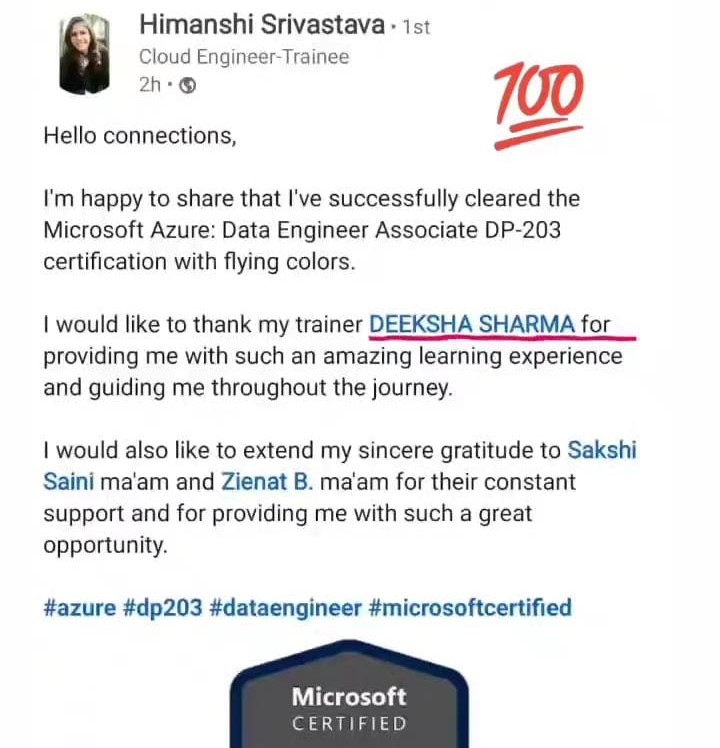 Himanshi Srivastava · 1st
Cloud Engineer-Trainee
2h ·
💯
Hello connections,
I'm happy to share that I've successfully cleared the
Microsoft Azure: Data Engineer Associate DP-203
certification with flying colors.
I would like to thank my trainer DEEKSHA SHARMA for
providing me with such an amazing learning experience
and guiding me throughout the journey.
I would also like to extend my sincere gratitude to Sakshi
Saini ma'am and Zienat B. ma'am for their constant
support and for providing me with such a great
opportunity.
#azure #dp203 #dataengineer #microsoftcertified
Microsoft
CERTIFIED